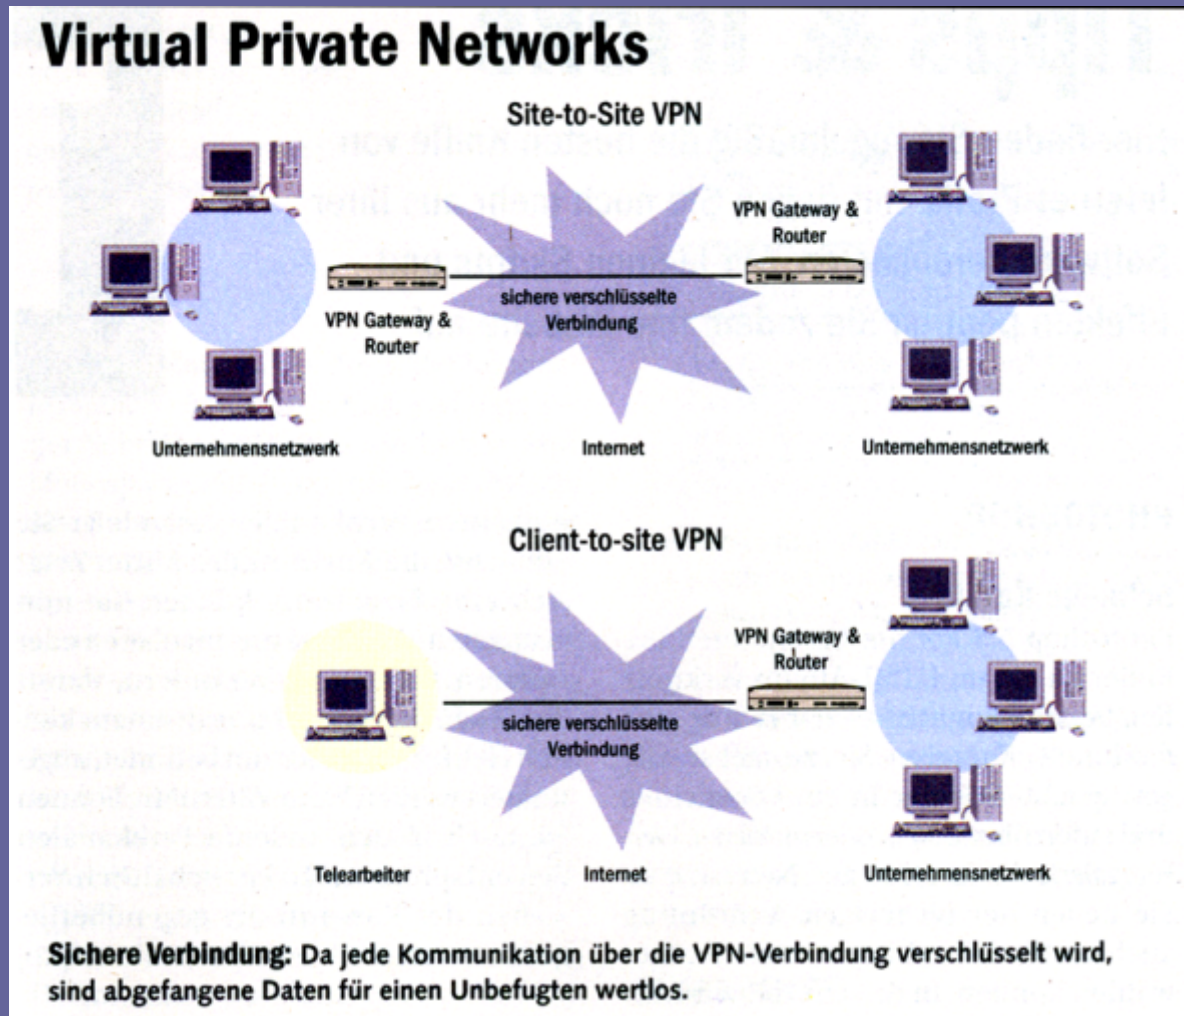 Virtual Private Networks
Site-to-Site VPN
VPN Gateway &
Router
sichere verschlüsselte
Verbindung
VPN Gateway &
Router
Unternehmensnetzwerk
Internet
Unternehmensnetzwerk
Client-to-site VPN
VPN Gateway &
Router
sichere verschlüsselte
Verbindung
Telearbeiter
Internet
Unternehmensnetzwerk
Sichere Verbindung: Da jede Kommunikation über die VPN-Verbindung verschlüsselt wird,
sind abgefangene Daten für einen Unbefugten wertlos.